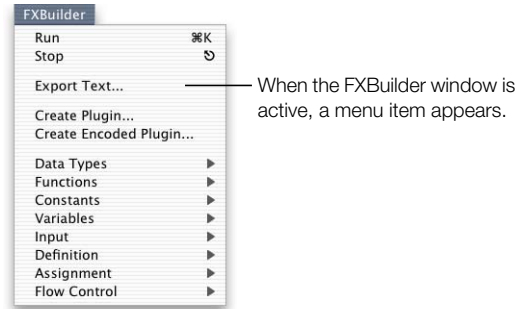 FXBuilder
Run ⌘K
Stop ⎋
Export Text...
Create Plugin...
Create Encoded Plugin...
Data Types ▶
Functions ▶
Constants ▶
Variables ▶
Input ▶
Definition ▶
Assignment ▶
Flow Control ▶
When the FXBuilder window is
active, a menu item appears.